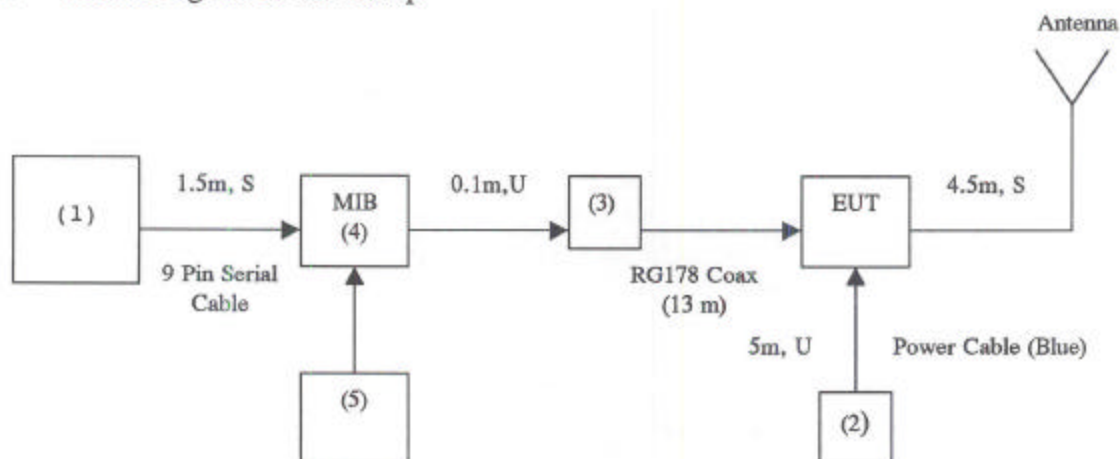 Antenna
1.5m, S
0.1m,U
4.5m, S
(1)
MIB
(4)
(3)
EUT
9 Pin Serial
Cable
RG178 Coax
(13 m)
5m, U
Power Cable (Blue)
(5)
(2)